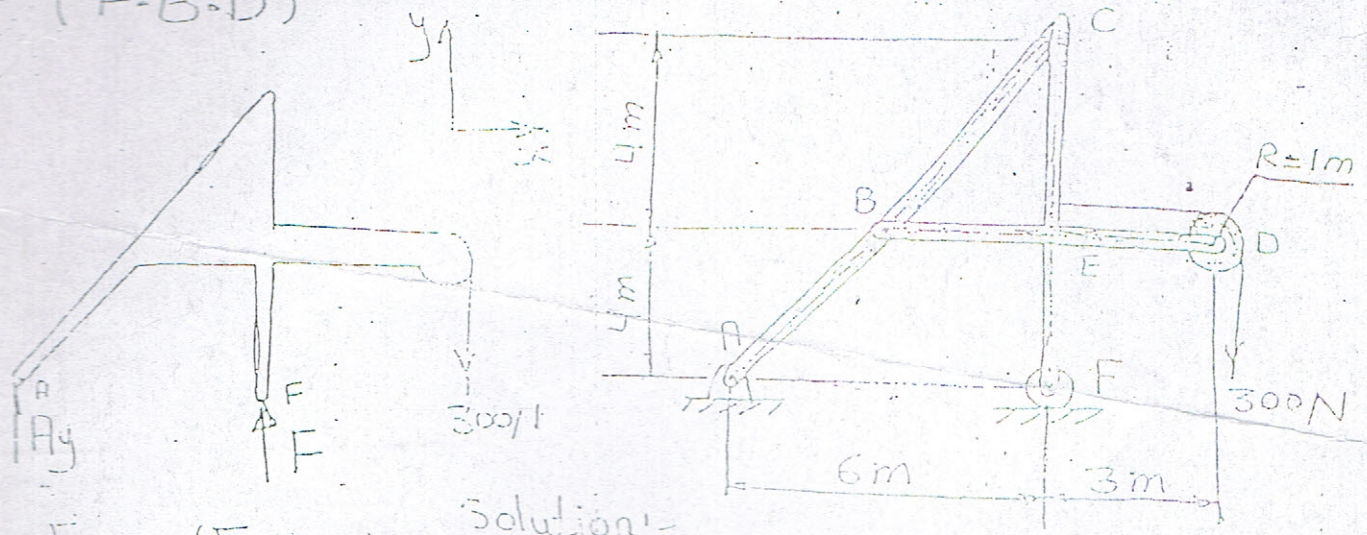 (F.B.D)
y
x
A
Ay
F
F
300N
C
4m
R=1m
B
D
E
4m
A
F
300N
6m
3m
Solution:-